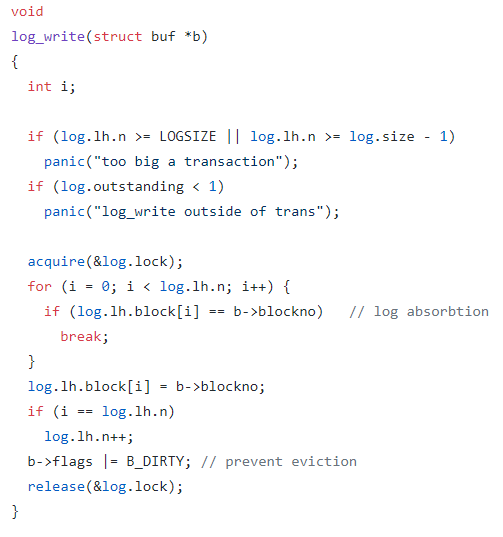 void
log_write(struct buf *b)
{
  int i;

  if (log.lh.n >= LOGSIZE || log.lh.n >= log.size - 1)
    panic("too big a transaction");
  if (log.outstanding < 1)
    panic("log_write outside of trans");

  acquire(&log.lock);
  for (i = 0; i < log.lh.n; i++) {
    if (log.lh.block[i] == b->blockno)   // log absorbtion
      break;
  }
  log.lh.block[i] = b->blockno;
  if (i == log.lh.n)
    log.lh.n++;
  b->flags |= B_DIRTY; // prevent eviction
  release(&log.lock);
}